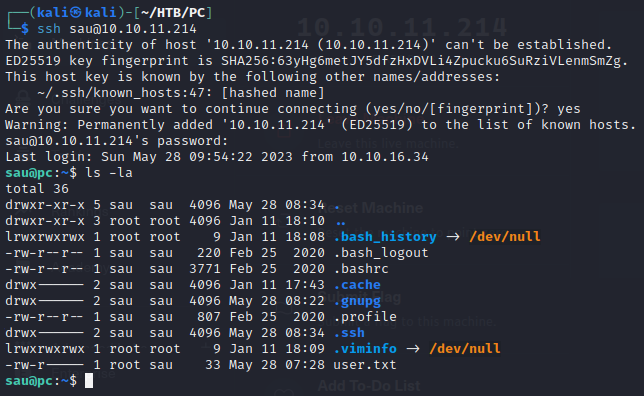 10.10.11.214
┌──(kali㉿kali)-[~/HTB/PC]
└─$ ssh sau@10.10.11.214
The authenticity of host '10.10.11.214 (10.10.11.214)' can't be established.
ED25519 key fingerprint is SHA256:63yHg6metJY5dfzHxDVLi4Zpucku6SuRziVLenmSmZg.
This host key is known by the following other names/addresses:
    ~/.ssh/known_hosts:47: [hashed name]
Are you sure you want to continue connecting (yes/no/[fingerprint])? yes
Warning: Permanently added '10.10.11.214' (ED25519) to the list of known hosts.
sau@10.10.11.214's password:
Last login: Sun May 28 09:54:22 2023 from 10.10.16.34
sau@pc:~$ ls -la
total 36
drwxr-xr-x 5 sau  sau  4096 May 28 08:34 .
drwxr-xr-x 3 root root 4096 Jan 11 18:10 ..
lrwxrwxrwx 1 root root    9 Jan 11 18:08 .bash_history → /dev/null
-rw-r--r-- 1 sau  sau   220 Feb 25  2020 .bash_logout
-rw-r--r-- 1 sau  sau  3771 Feb 25  2020 .bashrc
drwx------ 2 sau  sau  4096 Jan 11 17:43 .cache
drwx------ 2 sau  sau  4096 May 28 08:22 .gnupg
-rw-r--r-- 1 sau  sau   807 Feb 25  2020 .profile
drwx------ 2 sau  sau  4096 May 28 08:34 .ssh
lrwxrwxrwx 1 root root    9 Jan 11 18:09 .viminfo → /dev/null
-rw-r----- 1 root sau    33 May 28 07:28 user.txt
sau@pc:~$
Reset Machine
Add To-Do List